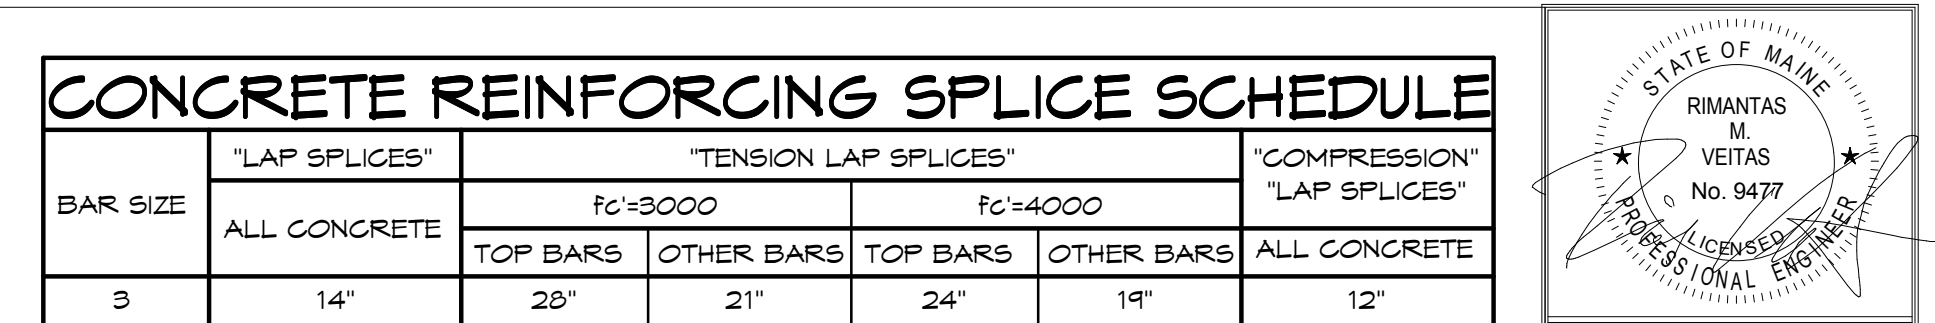 CONCRETE REINFORCING SPLICE SCHEDULE
BAR SIZE
"LAP SPLICES"
ALL CONCRETE
"TENSION LAP SPLICES"
fc'=3000
fc'=4000
TOP BARS
OTHER BARS
TOP BARS
OTHER BARS
"COMPRESSION"
"LAP SPLICES"
ALL CONCRETE
3
14"
28"
21"
24"
19"
12"
STATE OF MAINE
RIMANTAS
M.
VEITAS
No. 9477
LICENSED
PROFESSIONAL ENGINEER